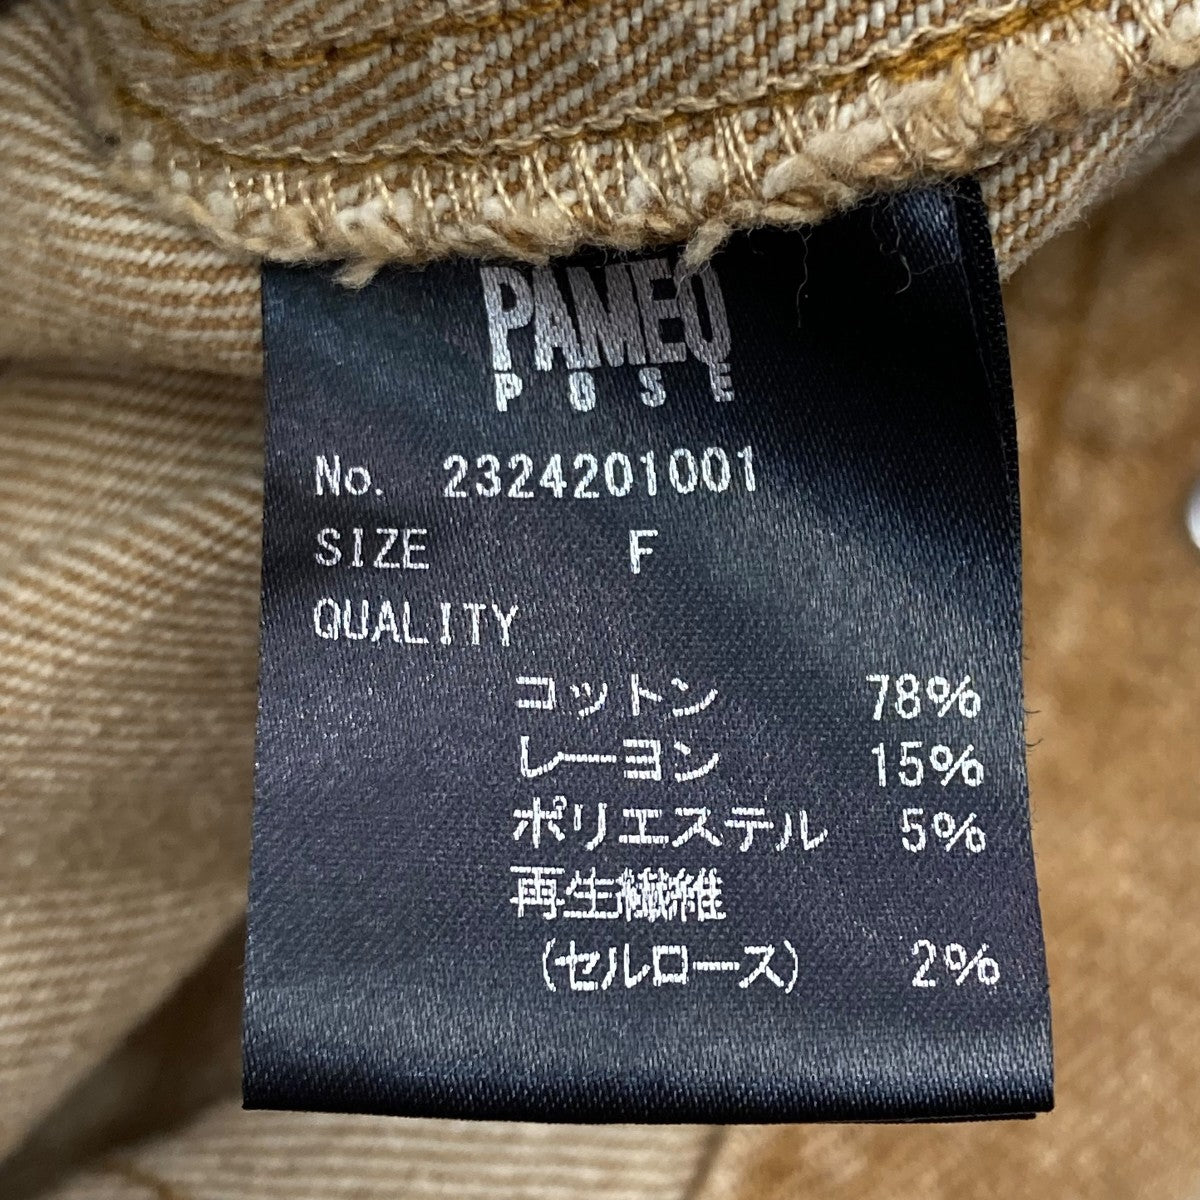 PAMEO
POSE
No. 2324201001
SIZE F
QUALITY
コットン 78%
レーヨン 15%
ポリエステル 5%
再生繊維
(セルロース) 2%